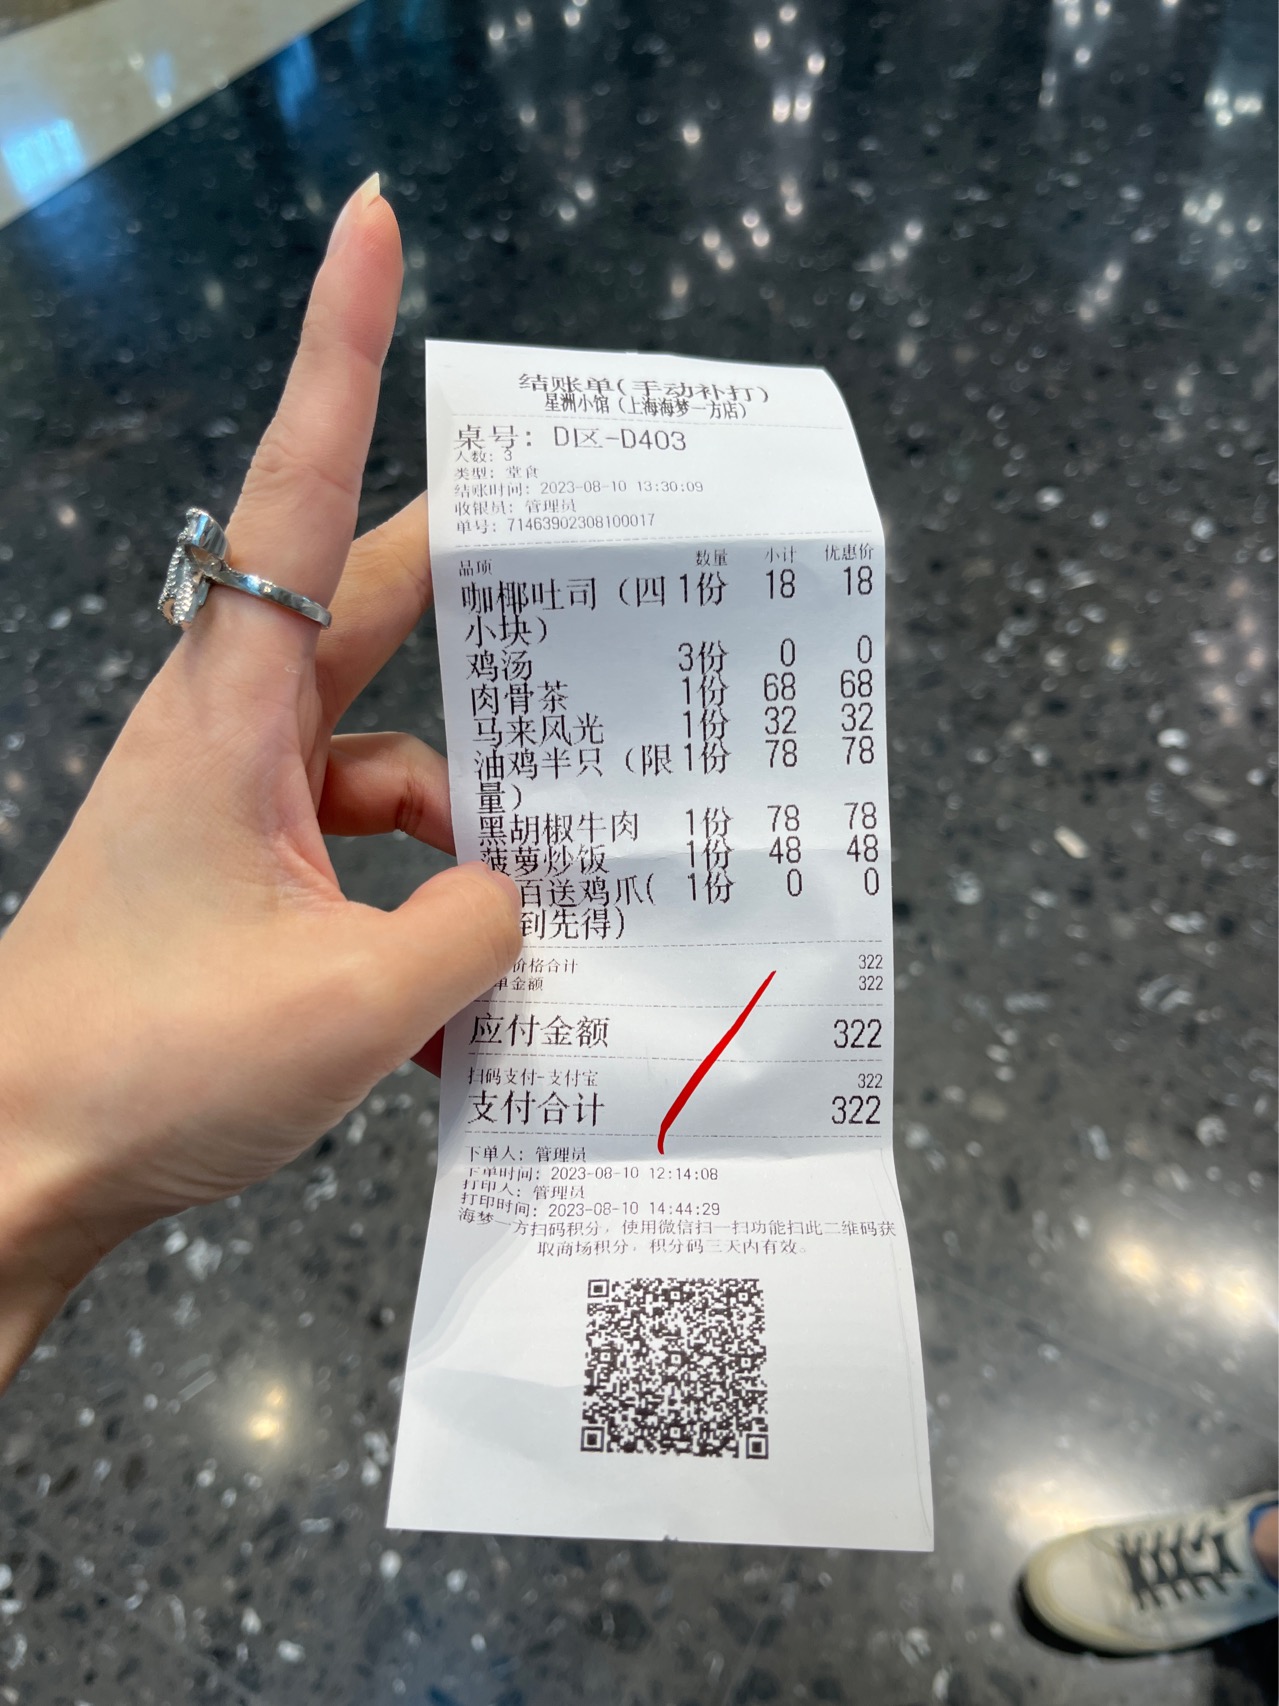 结账单(手动补打)
星洲小馆(上海海梦一方店)
桌号: D区-D403
人数: 3
类型: 堂食
结账时间: 2023-08-10 13:30:09
收银员: 管理员
单号: 71463902308100017
品项 数量 小计 优惠价
咖椰吐司(四 1份 18 18
小块)
鸡汤 3份 0 0
肉骨茶 1份 68 68
马来风光 1份 32 32
油鸡半只(限 1份 78 78
量)
黑胡椒牛肉 1份 78 78
菠萝炒饭 1份 48 48
百送鸡爪( 1份 0 0
到先得)
价格合计 322
单金额 322
应付金额 322
扫码支付-支付宝 322
支付合计 322
下单人: 管理员
下单时间: 2023-08-10 12:14:08
打印人: 管理员
打印时间: 2023-08-10 14:44:29
海梦一方扫码积分，使用微信扫一扫功能扫此二维码获
取商场积分，积分码三天内有效。